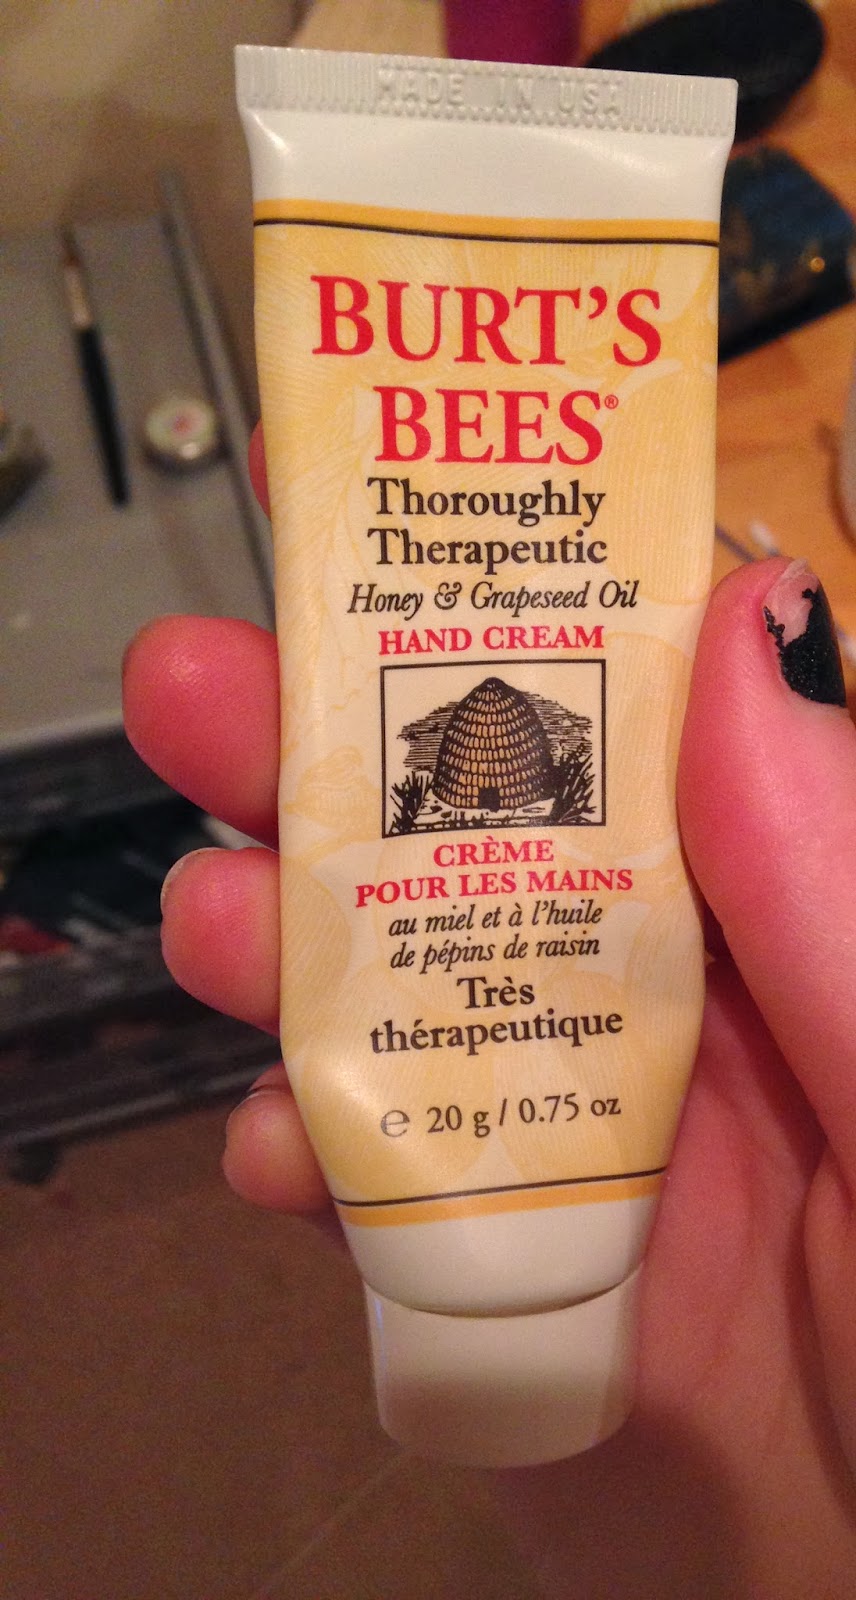 MADE IN USA
BURT'S
BEES®
Thoroughly
Therapeutic
Honey & Grapeseed Oil
HAND CREAM
CRÈME
POUR LES MAINS
au miel et à l'huile
de pépins de raisin
Très
thérapeutique
℮ 20 g / 0.75 oz